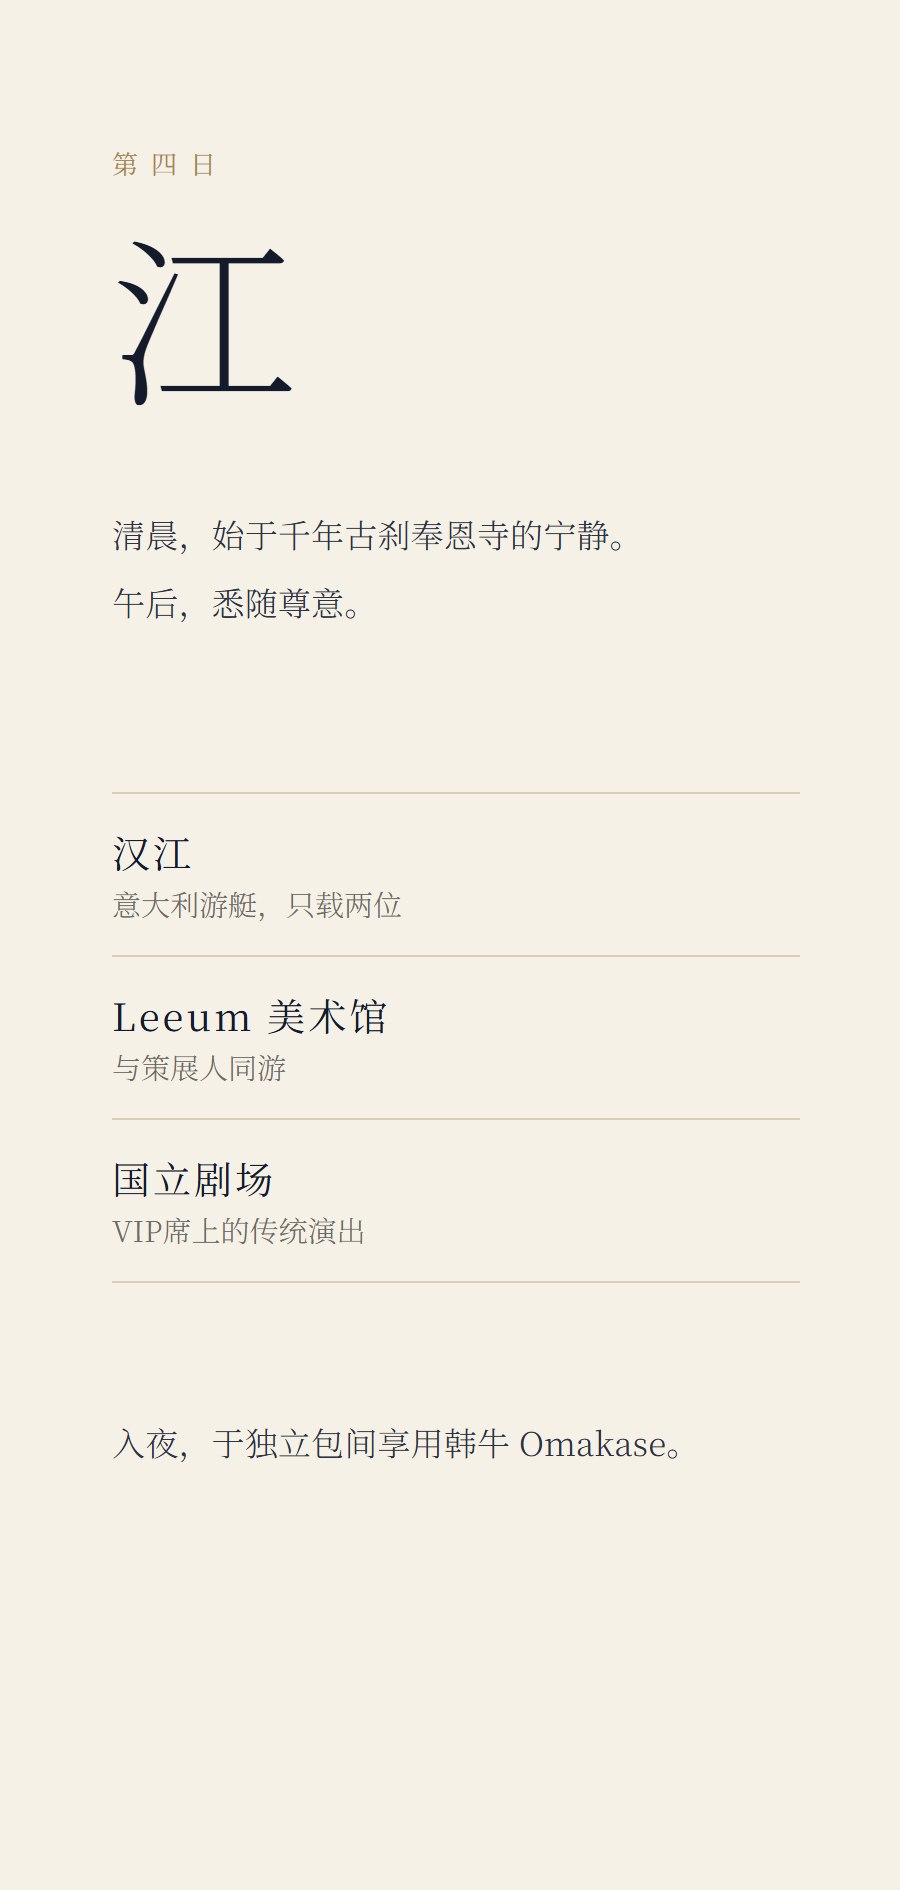 第四日
江
清晨，始于千年古刹奉恩寺的宁静。
午后，悉随尊意。
汉江
意大利游艇，只载两位
Leeum 美术馆
与策展人同游
国立剧场
VIP席上的传统演出
入夜，于独立包间享用韩牛 Omakase。